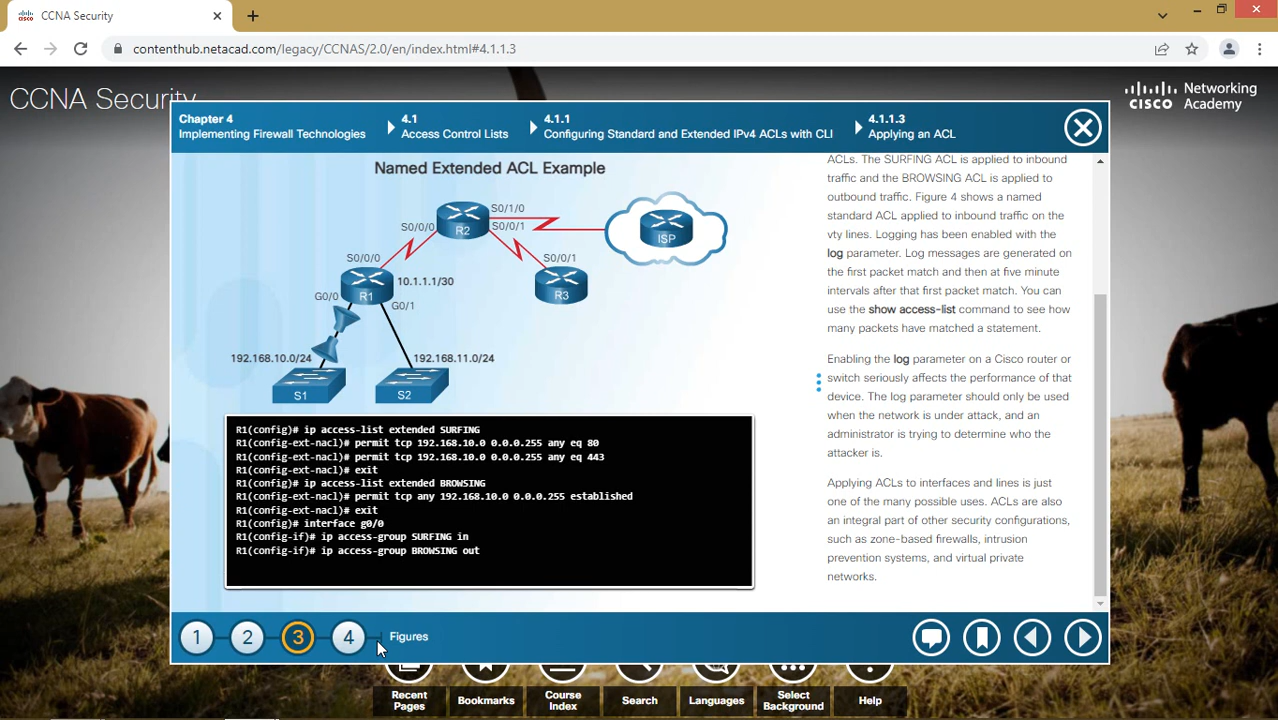 CCNA Security
contenthub.netacad.com/legacy/CCNAS/2.0/en/index.html#4.1.1.3
CCNA Security
Networking
CISCO Academy
Chapter 4
Implementing Firewall Technologies
4.1
Access Control Lists
4.1.1
Configuring Standard and Extended IPv4 ACLs with CLI
4.1.1.3
Applying an ACL
Named Extended ACL Example
S0/1/0
S0/0/0
S0/0/1
R2
ISP
S0/0/0
S0/0/1
10.1.1.1/30
R1
R3
G0/0
G0/1
192.168.10.0/24
192.168.11.0/24
S1
S2
R1(config)# ip access-list extended SURFING
R1(config-ext-nacl)# permit tcp 192.168.10.0 0.0.0.255 any eq 80
R1(config-ext-nacl)# permit tcp 192.168.10.0 0.0.0.255 any eq 443
R1(config-ext-nacl)# exit
R1(config)# ip access-list extended BROWSING
R1(config-ext-nacl)# permit tcp any 192.168.10.0 0.0.0.255 established
R1(config-ext-nacl)# exit
R1(config)# interface g0/0
R1(config-if)# ip access-group SURFING in
R1(config-if)# ip access-group BROWSING out
ACLs. The SURFING ACL is applied to inbound
traffic and the BROWSING ACL is applied to
outbound traffic. Figure 4 shows a named
standard ACL applied to inbound traffic on the
vty lines. Logging has been enabled with the
log parameter. Log messages are generated on
the first packet match and then at five minute
intervals after that first packet match. You can
use the show access-list command to see how
many packets have matched a statement.
Enabling the log parameter on a Cisco router or
switch seriously affects the performance of that
device. The log parameter should only be used
when the network is under attack, and an
administrator is trying to determine who the
attacker is.
Applying ACLs to interfaces and lines is just
one of the many possible uses. ACLs are also
an integral part of other security configurations,
such as zone-based firewalls, intrusion
prevention systems, and virtual private
networks.
1 2 3 4 Figures
Recent
Pages
Bookmarks
Course
Index
Search
Languages
Select
Background
Help